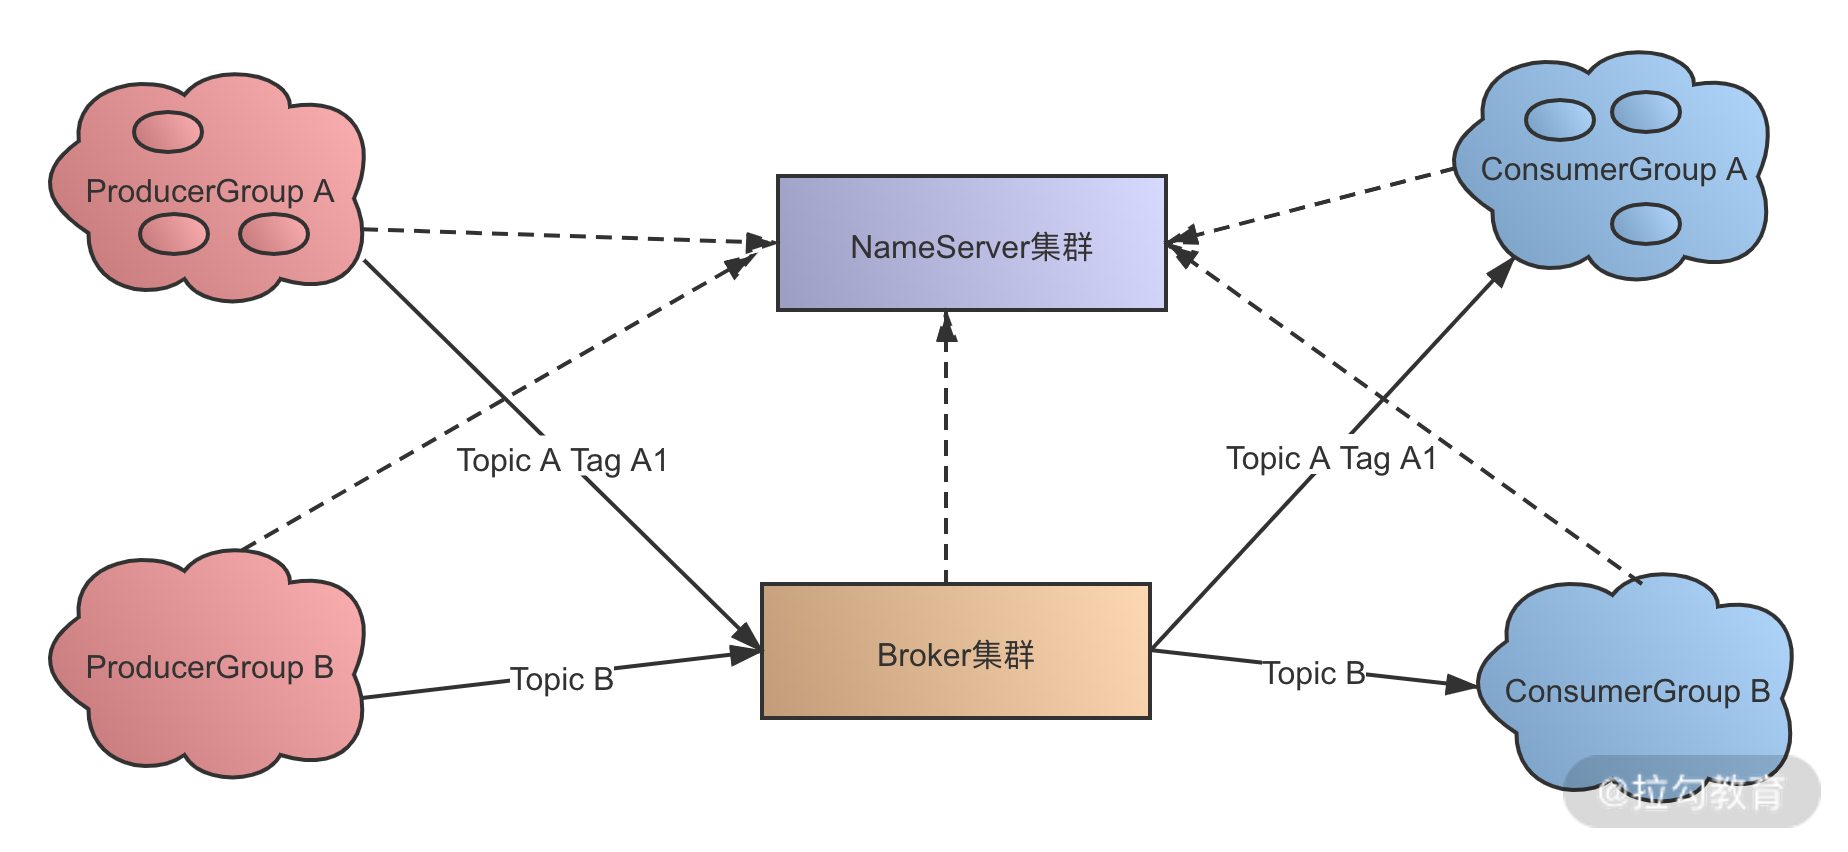 ProducerGroup A
ConsumerGroup A
NameServer集群
Topic A Tag A1
Topic A Tag A1
ProducerGroup B
Topic B
Broker集群
Topic B
ConsumerGroup B
@拉勾教育